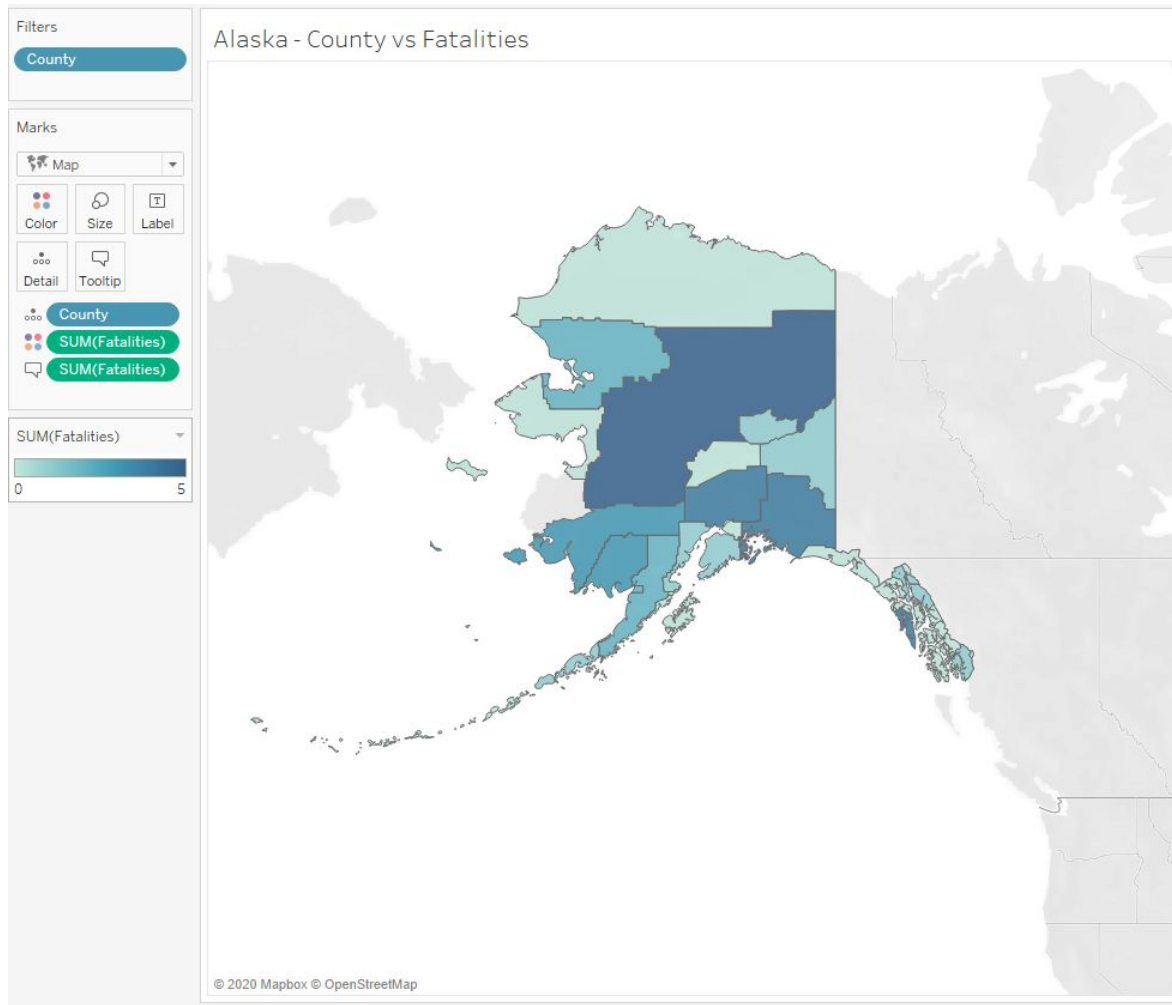 Filters
County
Marks
Map
Color Size Label
Detail Tooltip
County
SUM(Fatalities)
SUM(Fatalities)
SUM(Fatalities)
0 5
Alaska - County vs Fatalities
© 2020 Mapbox © OpenStreetMap